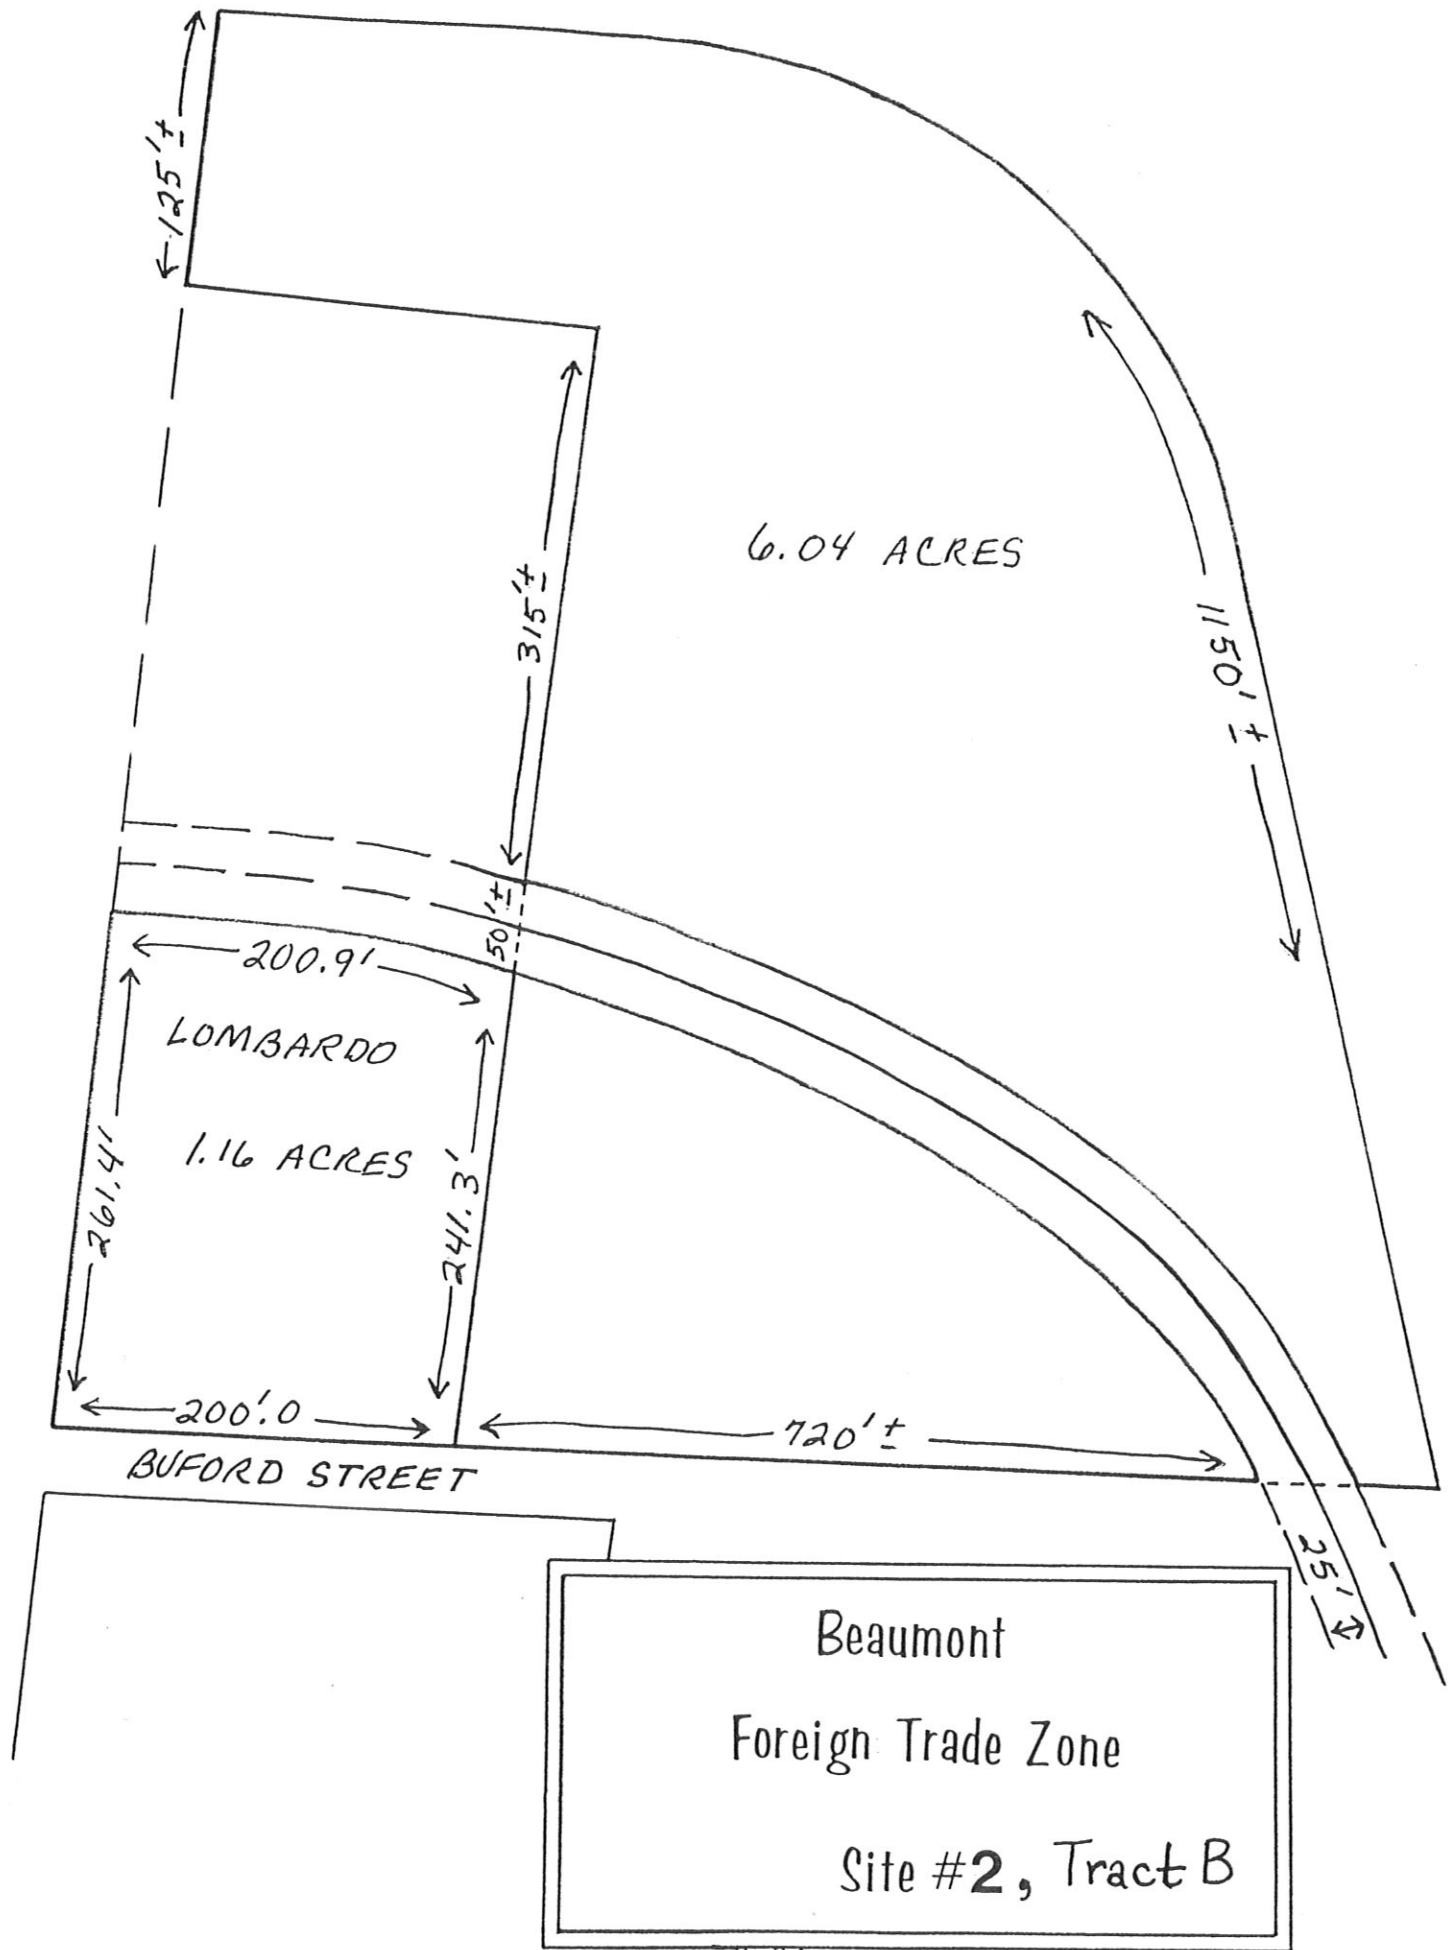 125'±
315'±
6.04 ACRES
1150'±
50'±
200.9'
LOMBARDO
1.16 ACRES
261.4'
241.3'
200'.0
720'±
BUFORD STREET
25'
Beaumont
Foreign Trade Zone
Site #2, Tract B